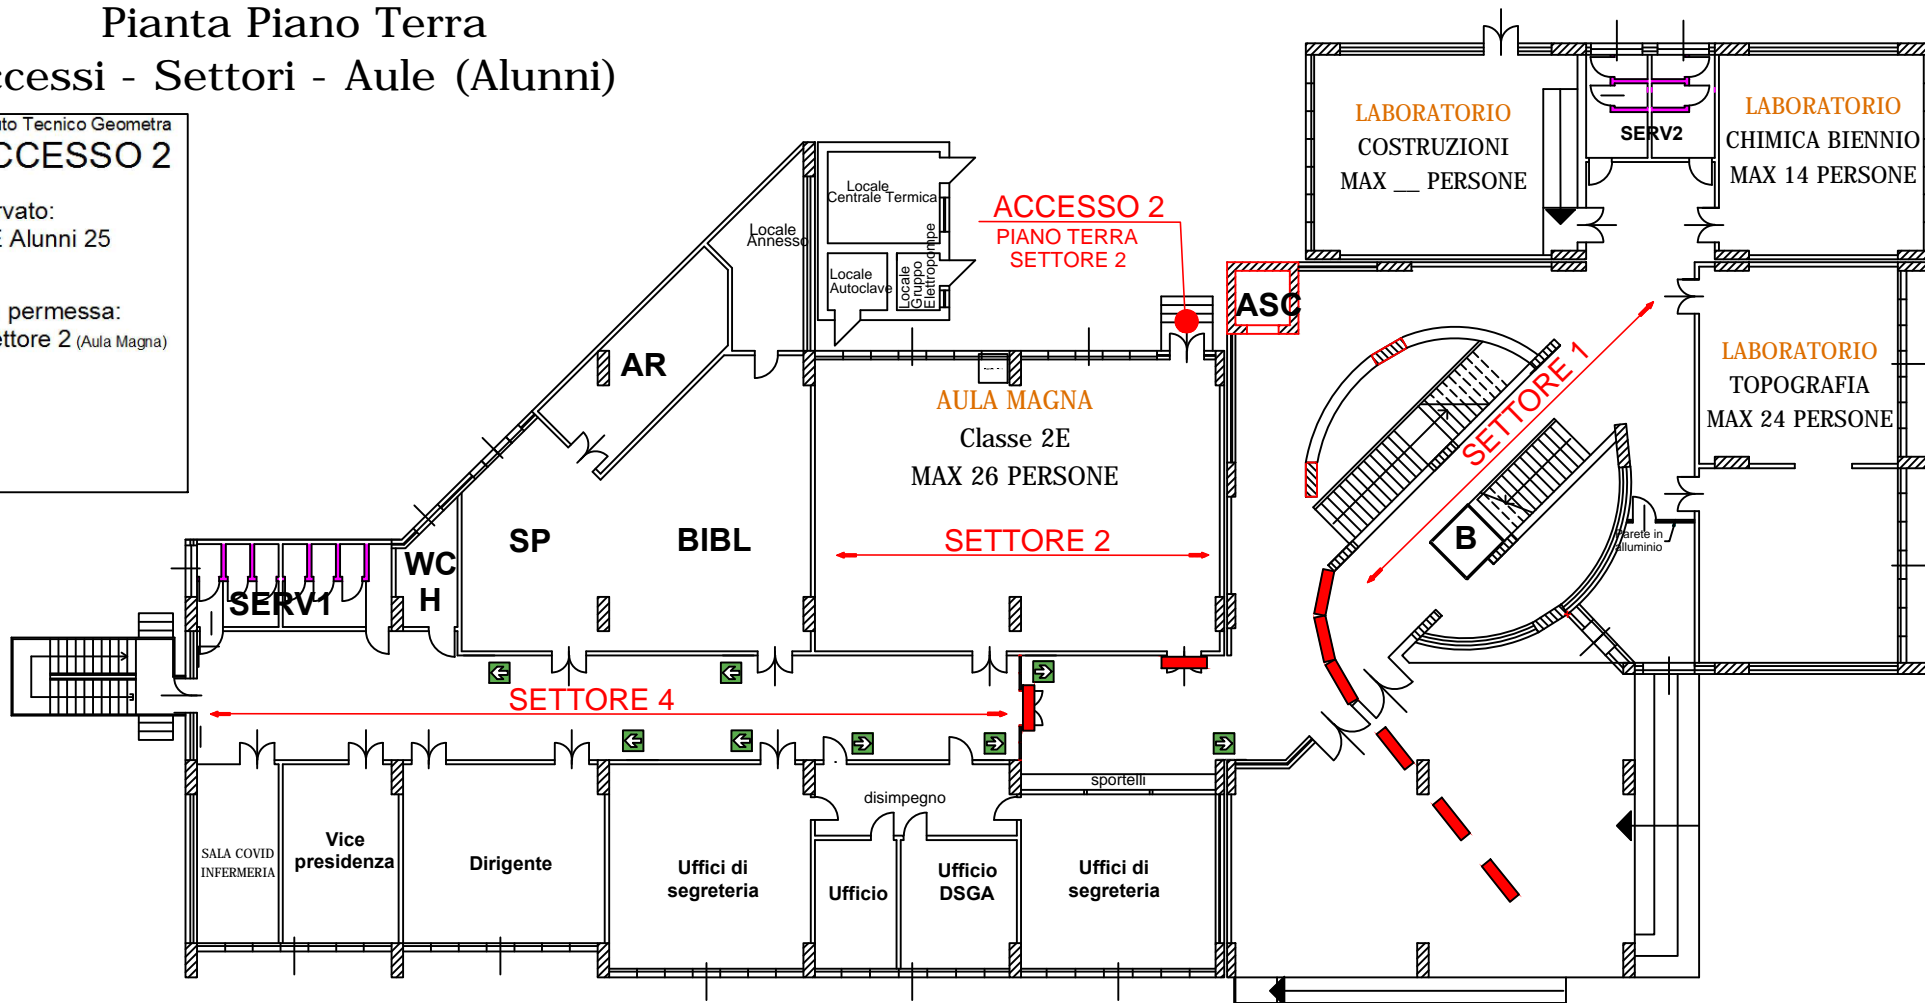 Pianta Piano Terra
ccessi - Settori - Aule (Alunni)
uto Tecnico Geometra
CCESSO 2
rvato:
E Alunni 25
permessa:
ettore 2 (Aula Magna)
Locale
Centrale Termica
Locale
Annesso
Locale
Autoclave
Locale
Gruppo
Elettropompe
ACCESSO 2
PIANO TERRA
SETTORE 2
ASC
LABORATORIO
COSTRUZIONI
MAX __ PERSONE
SERV2
LABORATORIO
CHIMICA BIENNIO
MAX 14 PERSONE
LABORATORIO
TOPOGRAFIA
MAX 24 PERSONE
SETTORE 1
B
Parete in
alluminio
AR
AULA MAGNA
Classe 2E
MAX 26 PERSONE
SETTORE 2
SP
BIBL
WC
H
SERV1
SETTORE 4
sportelli
disimpegno
SALA COVID
INFERMERIA
Vice
presidenza
Dirigente
Uffici di
segreteria
Ufficio
Ufficio
DSGA
Uffici di
segreteria